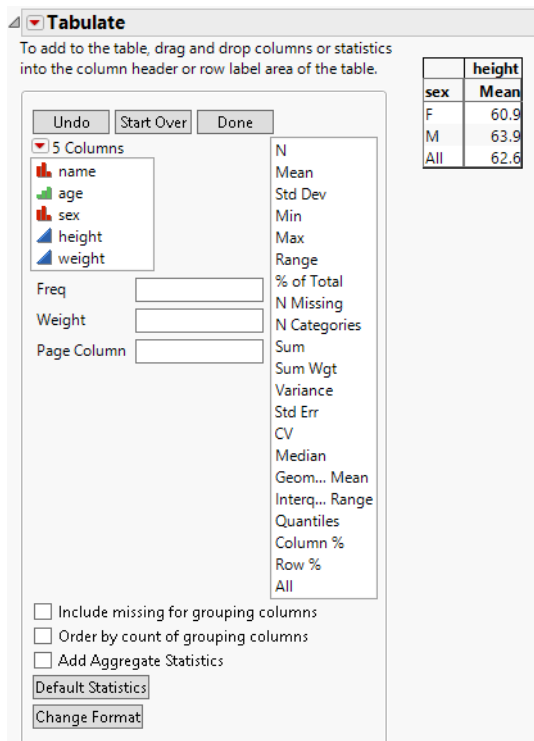 Tabulate
To add to the table, drag and drop columns or statistics
into the column header or row label area of the table.
Undo Start Over Done
5 Columns
name
age
sex
height
weight
Freq
Weight
Page Column
N
Mean
Std Dev
Min
Max
Range
% of Total
N Missing
N Categories
Sum
Sum Wgt
Variance
Std Err
CV
Median
Geom... Mean
Interq... Range
Quantiles
Column %
Row %
All
Include missing for grouping columns
Order by count of grouping columns
Add Aggregate Statistics
Default Statistics
Change Format
height
sex Mean
F 60.9
M 63.9
All 62.6